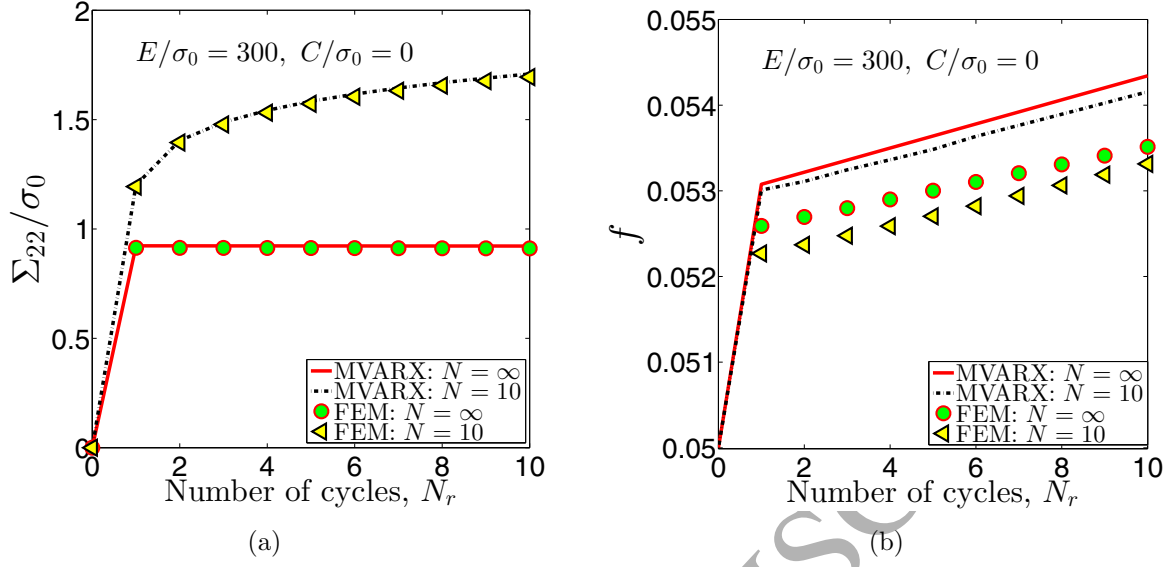 2
1.5
1
0.5
0
0 2 4 6 8 10
Σ22/σ0
E/σ0 = 300, C/σ0 = 0
MVARX: N = ∞
MVARX: N = 10
FEM: N = ∞
FEM: N = 10
Number of cycles, Nr
(a)
0.055
0.054
0.053
0.052
0.051
0.05
0 2 4 6 8 10
f
E/σ0 = 300, C/σ0 = 0
MVARX: N = ∞
MVARX: N = 10
FEM: N = ∞
FEM: N = 10
Number of cycles, Nr
(b)